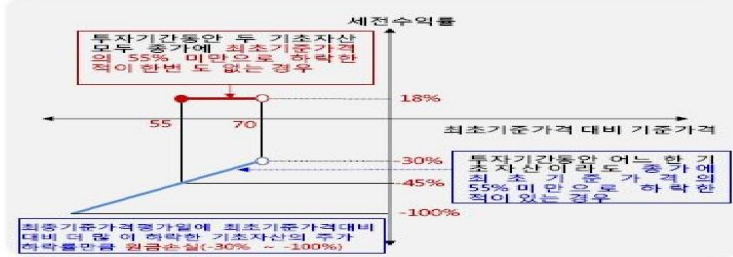 세전수익률
투자기간동안 두 기초자산
모두 종가에 최초기준가격
의 55% 미만으로 하락한
적이 한번 도 없는 경우
18%
55
70
최초기준가격 대비 기준가격
-30%
투자기간동안 어느 한 기
초자산이라도 종가에
최초기준가격의
55%미만으로 하락한
적이 있는 경우
-45%
-100%
최종기준가격평가일에 최초기준가격대비
대비 더 많 이 하락한 기초자산의 주가
하락률만큼 원금손실(-30% ~ -100%)